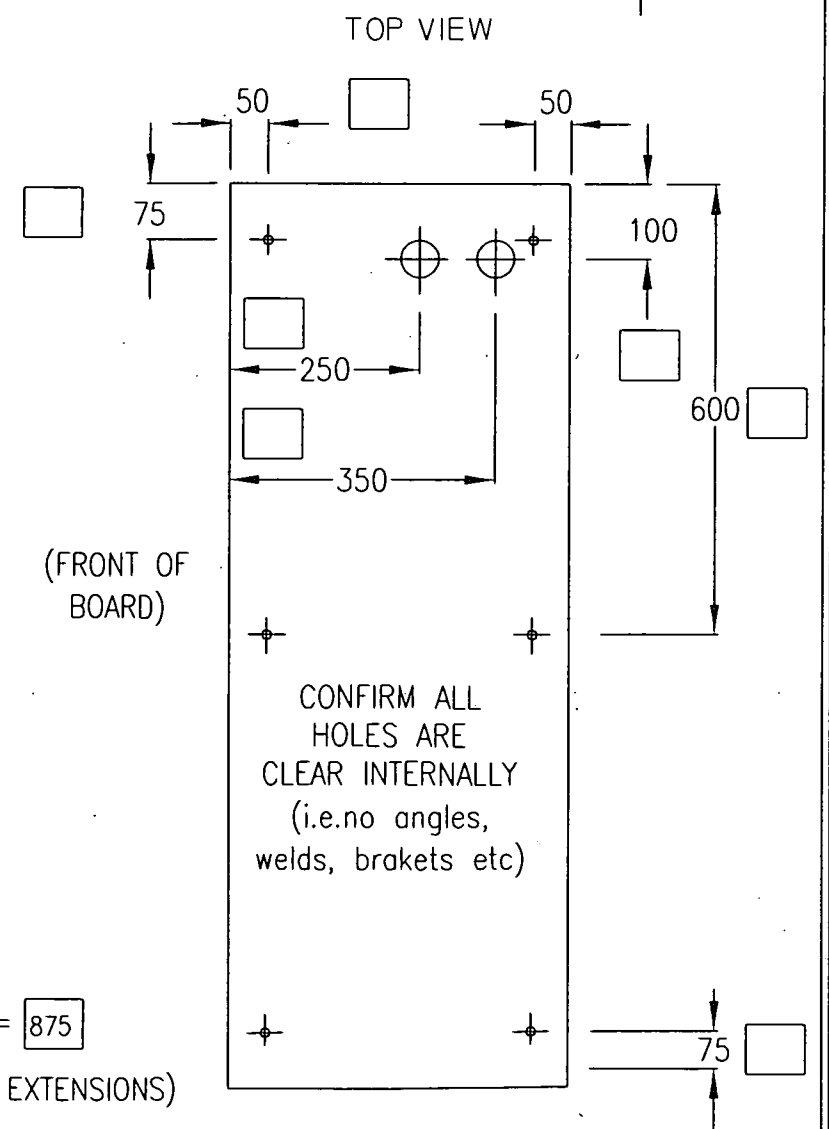 TOP VIEW
50
50
75
100
250
600
350
(FRONT OF
BOARD)
CONFIRM ALL
HOLES ARE
CLEAR INTERNALLY
(i.e.no angles,
welds, brakets etc)
= 875
75
EXTENSIONS)